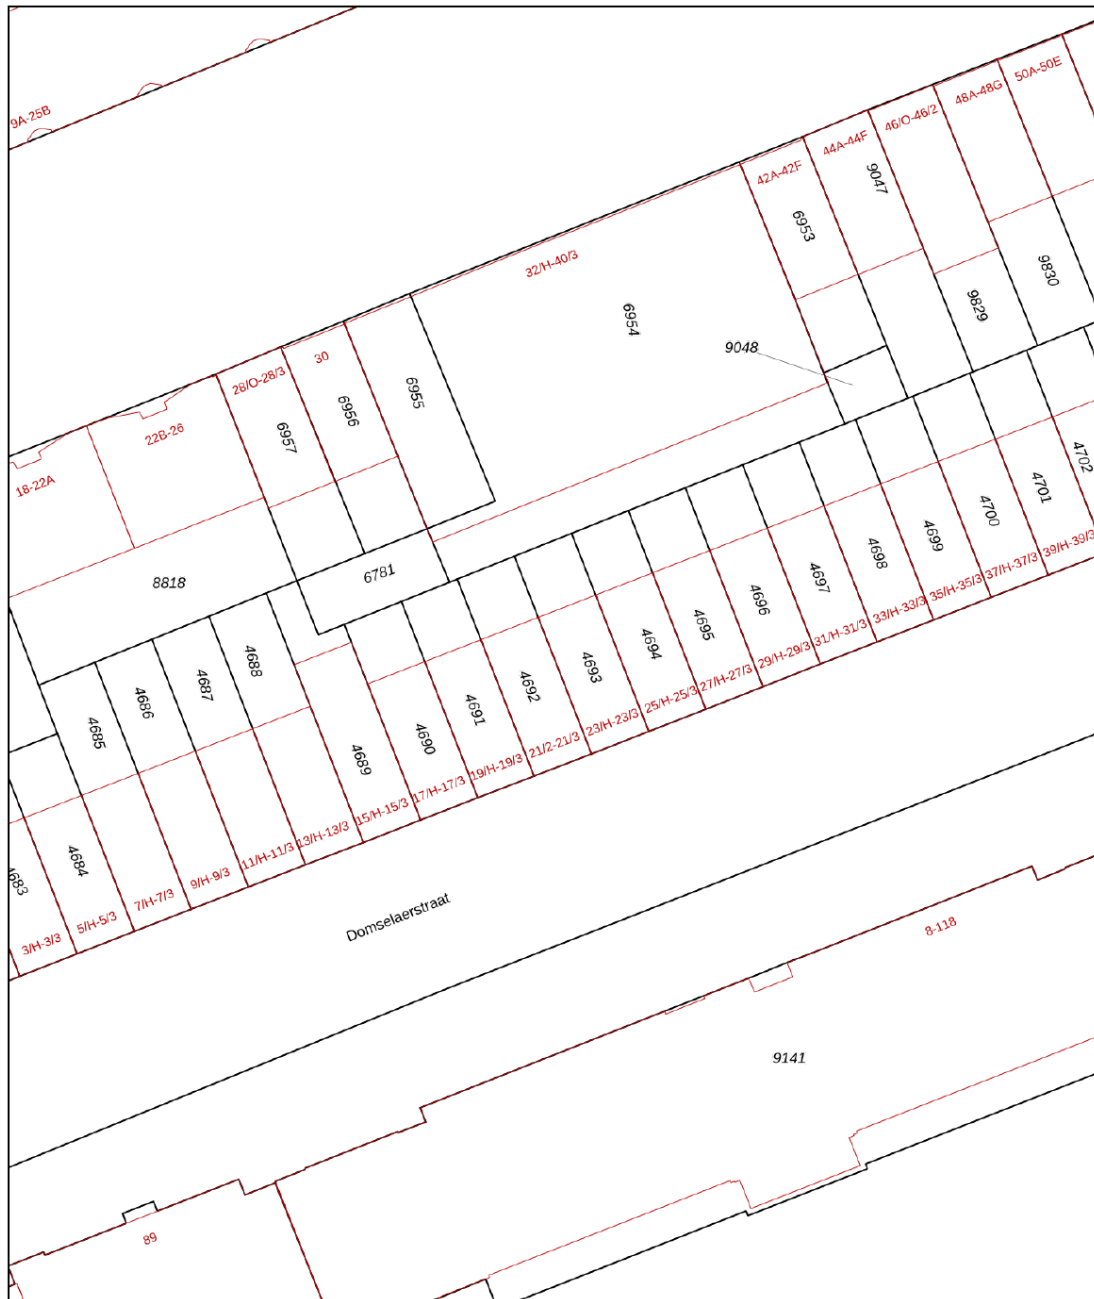 9A-25B
50A-50E
48A-48G
46/O-46/2
44A-44F
42A-42F
9047
6953
9830
9829
32/H-40/3
6954
9048
30
28/O-28/3
6955
6956
6957
22B-26
18-22A
8818
6781
4702
4701
4700
4699
4698
4697
4696
4695
4694
4693
4692
4691
4690
4689
4688
4687
4686
4685
4684
4683
39/H-39/3
37/H-37/3
35/H-35/3
33/H-33/3
31/H-31/3
29/H-29/3
27/H-27/3
25/H-25/3
23/H-23/3
21/2-21/3
19/H-19/3
17/H-17/3
15/H-15/3
13/H-13/3
11/H-11/3
9/H-9/3
7/H-7/3
5/H-5/3
3/H-3/3
Domselaerstraat
8-118
9141
89